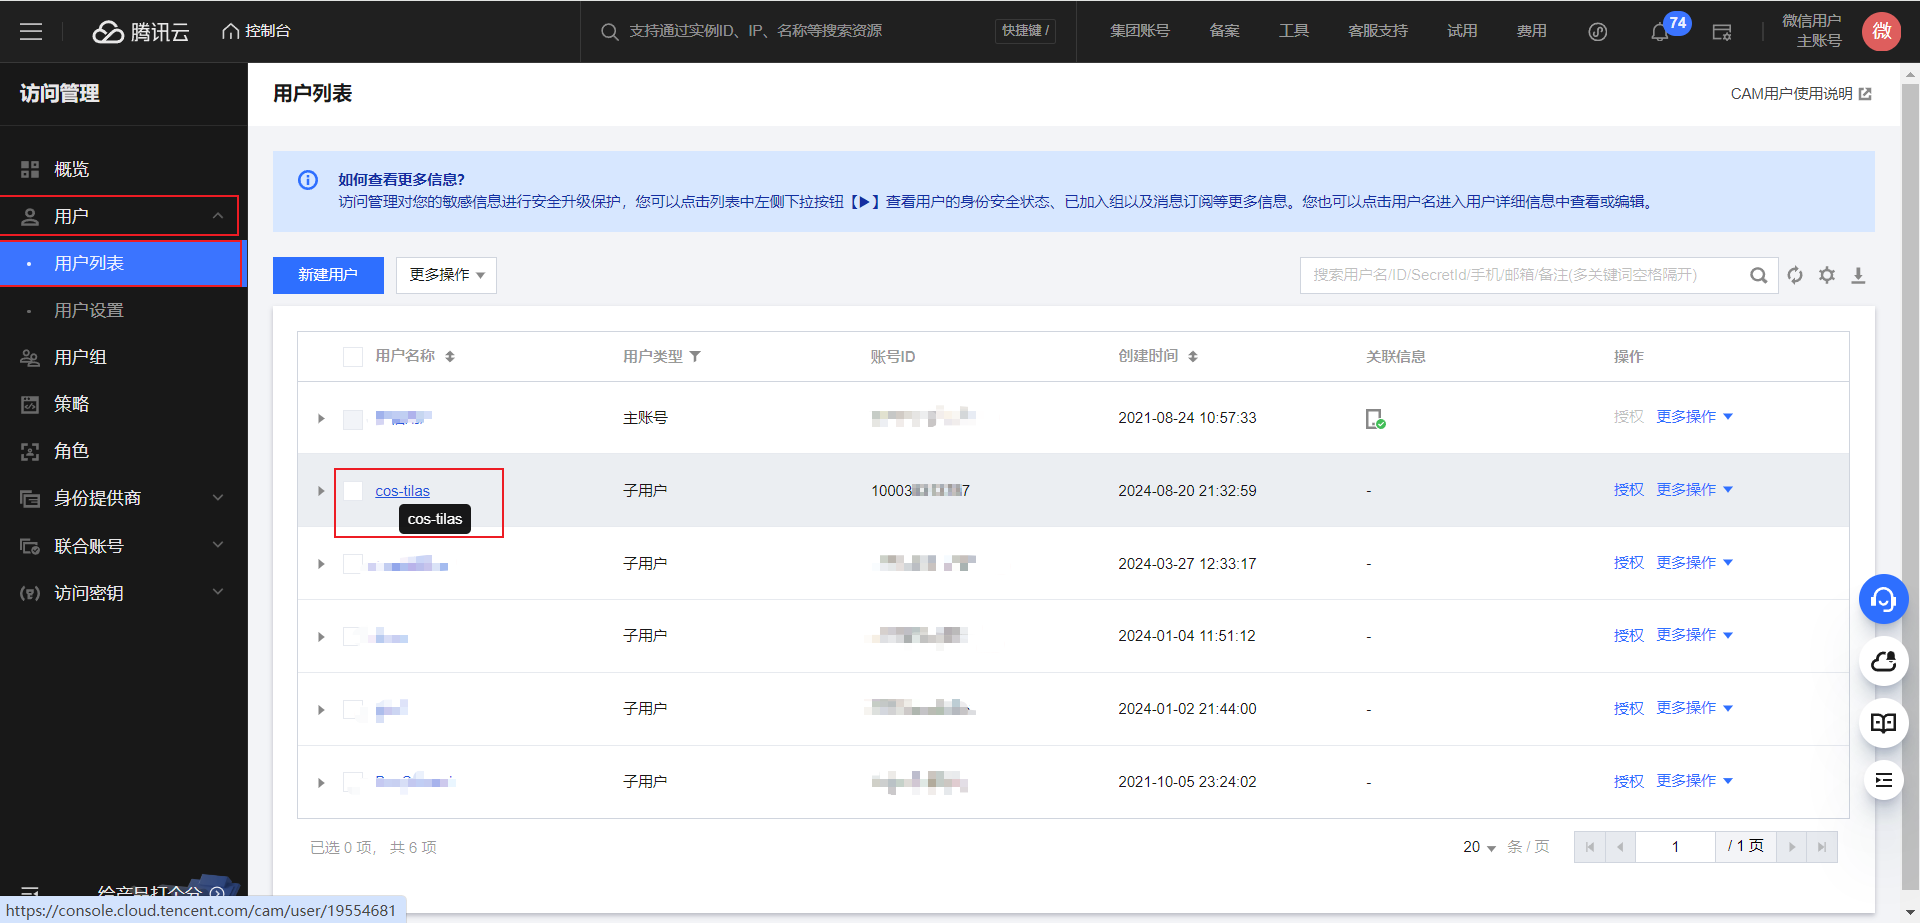 腾讯云
控制台
支持通过实例ID、IP、名称等搜索资源
快捷键 /
集团账号
备案
工具
客服支持
试用
费用
74
微信用户
主账号
微
访问管理
概览
用户
用户列表
用户设置
用户组
策略
角色
身份提供商
联合账号
访问密钥
给产品打个分
用户列表
CAM用户使用说明
如何查看更多信息?
访问管理对您的敏感信息进行安全升级保护，您可以点击列表中左侧下拉按钮【▶】查看用户的身份安全状态、已加入组以及消息订阅等更多信息。您也可以点击用户名进入用户详细信息中查看或编辑。
新建用户
更多操作
搜索用户名/ID/SecretId/手机/邮箱/备注(多关键词空格隔开)
用户名称 用户类型 账号ID 创建时间 关联信息 操作
主账号 2021-08-24 10:57:33 授权 更多操作
cos-tilas 子用户 10003 7 2024-08-20 21:32:59 - 授权 更多操作
cos-tilas
子用户 2024-03-27 12:33:17 - 授权 更多操作
子用户 2024-01-04 11:51:12 - 授权 更多操作
子用户 2024-01-02 21:44:00 - 授权 更多操作
子用户 2021-10-05 23:24:02 - 授权 更多操作
已选 0 项， 共 6 项
20 条 / 页
1 / 1 页
https://console.cloud.tencent.com/cam/user/19554681